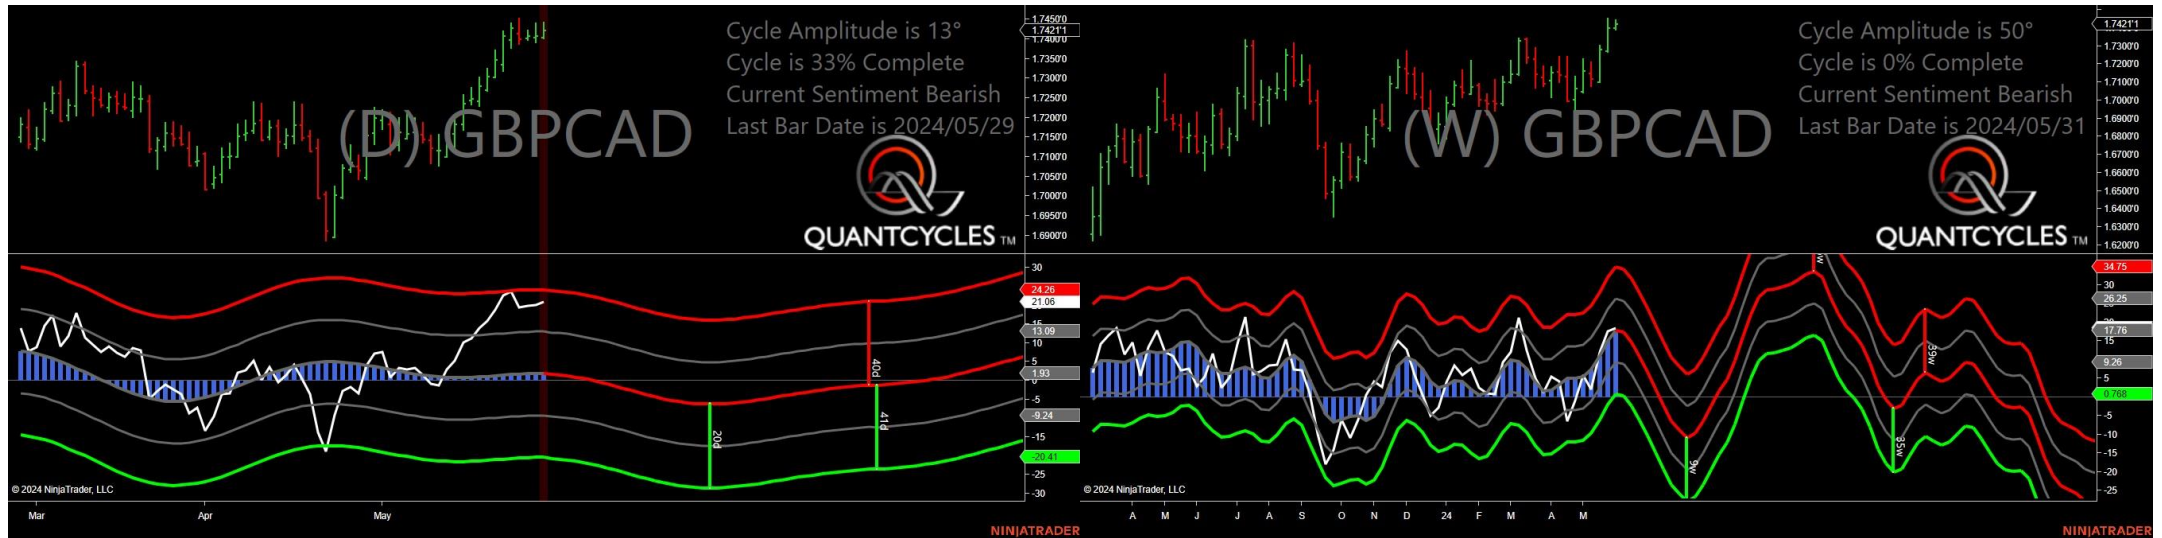 Cycle Amplitude is 13°
Cycle is 33% Complete
Current Sentiment Bearish
Last Bar Date is 2024/05/29
(D) GBPCAD
QUANTCYCLES TM
1.7450'0
1.7421'1
1.7400'0
1.7350'0
1.7300'0
1.7250'0
1.7200'0
1.7150'0
1.7100'0
1.7050'0
1.7000'0
1.6950'0
1.6900'0
30
24.26
21.06
15
13.09
10
5
1.93
0
-5
-9.24
-15
-20.41
-25
-30
40d
41d
20d
© 2024 NinjaTrader, LLC
Mar
Apr
May
NINJATRADER
Cycle Amplitude is 50°
Cycle is 0% Complete
Current Sentiment Bearish
Last Bar Date is 2024/05/31
(W) GBPCAD
QUANTCYCLES TM
1.7421'1
1.7300'0
1.7200'0
1.7100'0
1.7000'0
1.6900'0
1.6800'0
1.6700'0
1.6600'0
1.6500'0
1.6400'0
1.6300'0
1.6200'0
34.75
30
26.25
17.76
15
9.26
5
0.768
-5
-10
-15
-20
-25
9w
© 2024 NinjaTrader, LLC
A
M
J
J
A
S
O
N
D
24
F
M
A
M
NINJATRADER